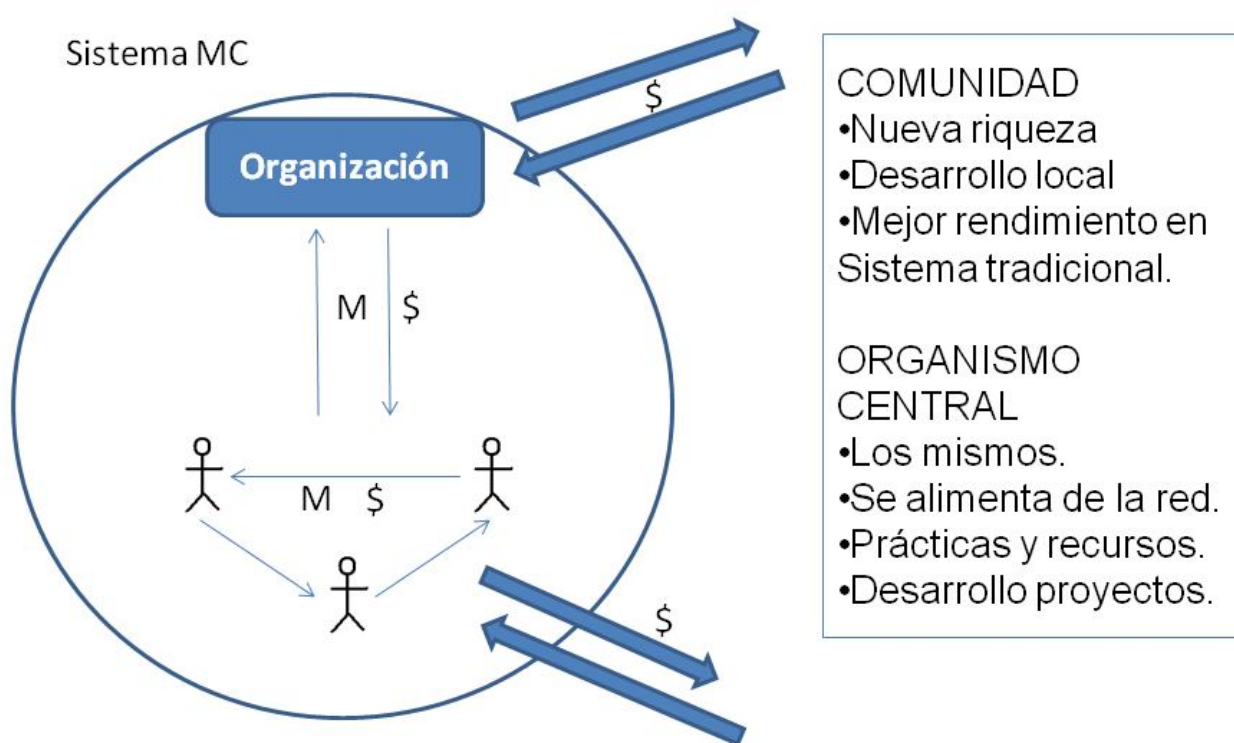 Sistema MC
$
Organización
M $
M $
$
COMUNIDAD
•Nueva riqueza
•Desarrollo local
•Mejor rendimiento en
Sistema tradicional.
ORGANISMO
CENTRAL
•Los mismos.
•Se alimenta de la red.
•Prácticas y recursos.
•Desarrollo proyectos.